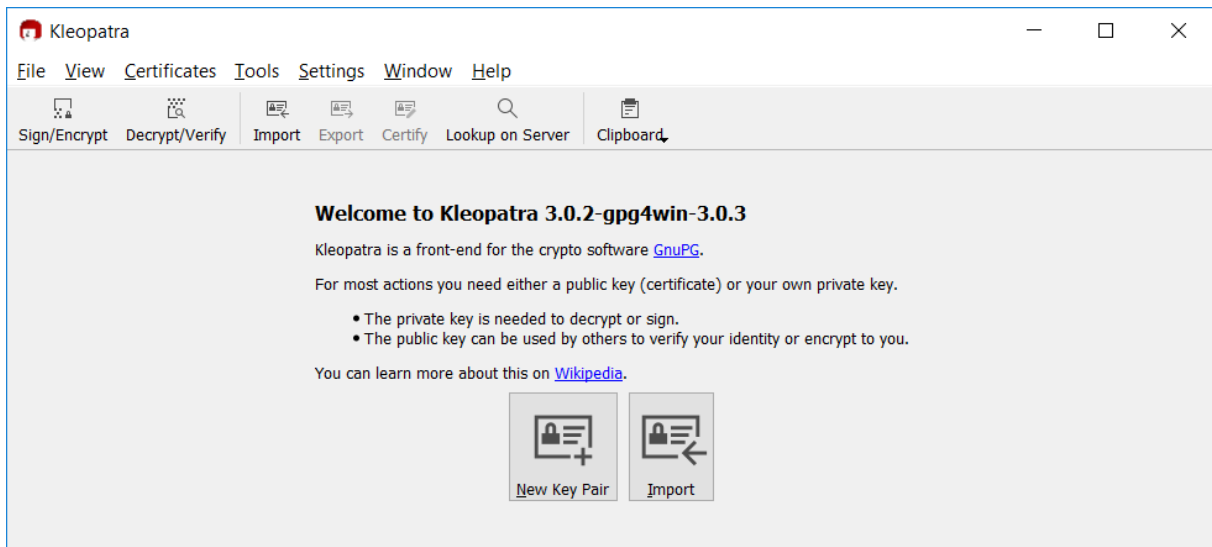 Kleopatra
File View Certificates Tools Settings Window Help
Sign/Encrypt Decrypt/Verify Import Export Certify Lookup on Server Clipboard
Welcome to Kleopatra 3.0.2-gpg4win-3.0.3
Kleopatra is a front-end for the crypto software GnuPG.
For most actions you need either a public key (certificate) or your own private key.
• The private key is needed to decrypt or sign.
• The public key can be used by others to verify your identity or encrypt to you.
You can learn more about this on Wikipedia.
New Key Pair Import